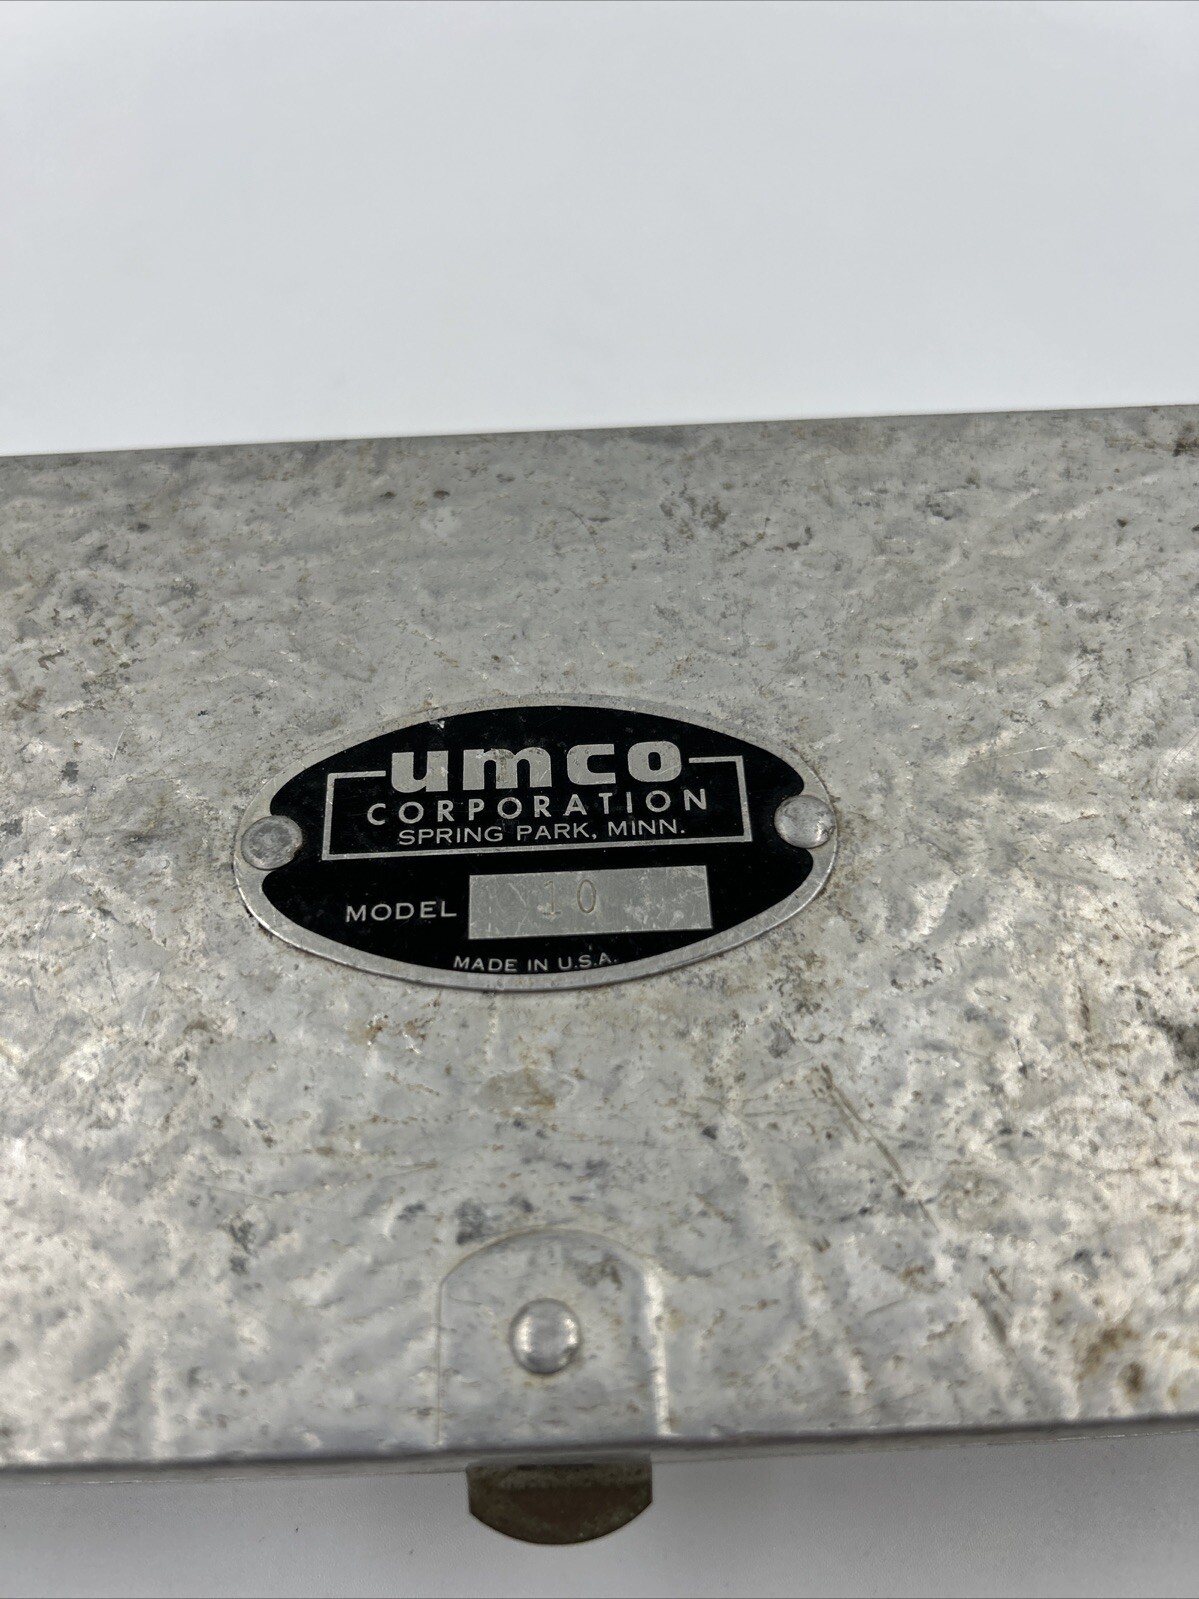 umco
CORPORATION
SPRING PARK, MINN.
MODEL 10
MADE IN U.S.A.